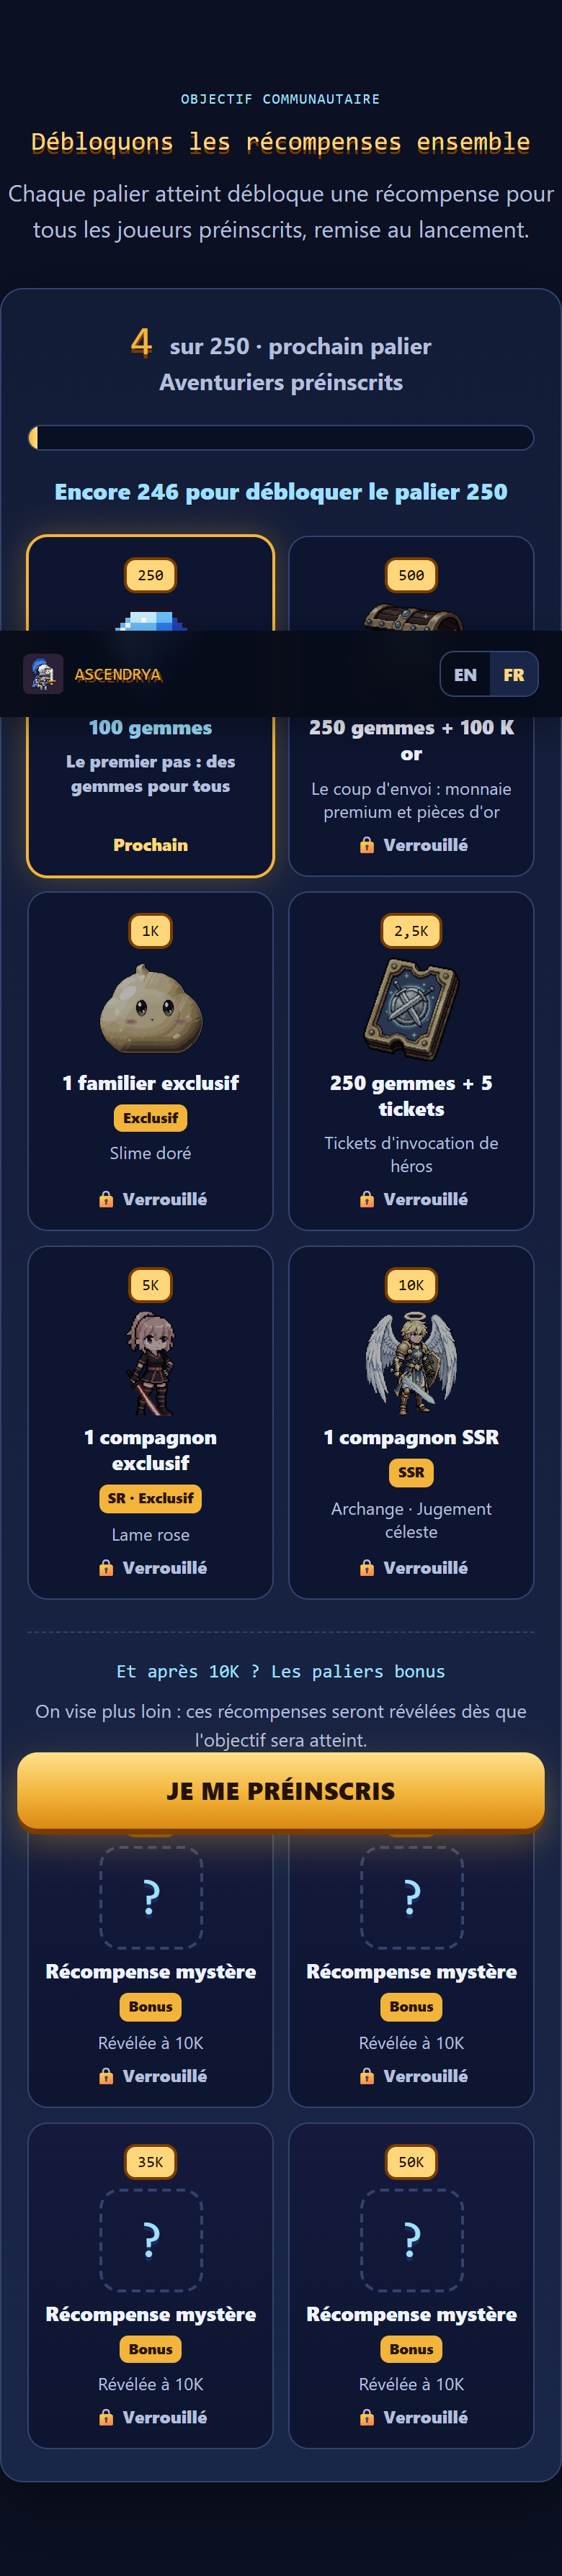 OBJECTIF COMMUNAUTAIRE
Débloquons les récompenses ensemble
Chaque palier atteint débloque une récompense pour
tous les joueurs préinscrits, remise au lancement.
4 sur 250 · prochain palier
Aventuriers préinscrits
Encore 246 pour débloquer le palier 250
250
500
ASCENDRYA
EN FR
100 gemmes
Le premier pas : des
gemmes pour tous
Prochain
250 gemmes + 100 K
or
Le coup d'envoi : monnaie
premium et pièces d'or
Verrouillé
1K
1 familier exclusif
Exclusif
Slime doré
Verrouillé
2,5K
250 gemmes + 5
tickets
Tickets d'invocation de
héros
Verrouillé
5K
1 compagnon
exclusif
SR · Exclusif
Lame rose
Verrouillé
10K
1 compagnon SSR
SSR
Archange · Jugement
céleste
Verrouillé
Et après 10K ? Les paliers bonus
On vise plus loin : ces récompenses seront révélées dès que
l'objectif sera atteint.
JE ME PRÉINSCRIS
?
Récompense mystère
Bonus
Révélée à 10K
Verrouillé
?
Récompense mystère
Bonus
Révélée à 10K
Verrouillé
35K
?
Récompense mystère
Bonus
Révélée à 10K
Verrouillé
50K
?
Récompense mystère
Bonus
Révélée à 10K
Verrouillé